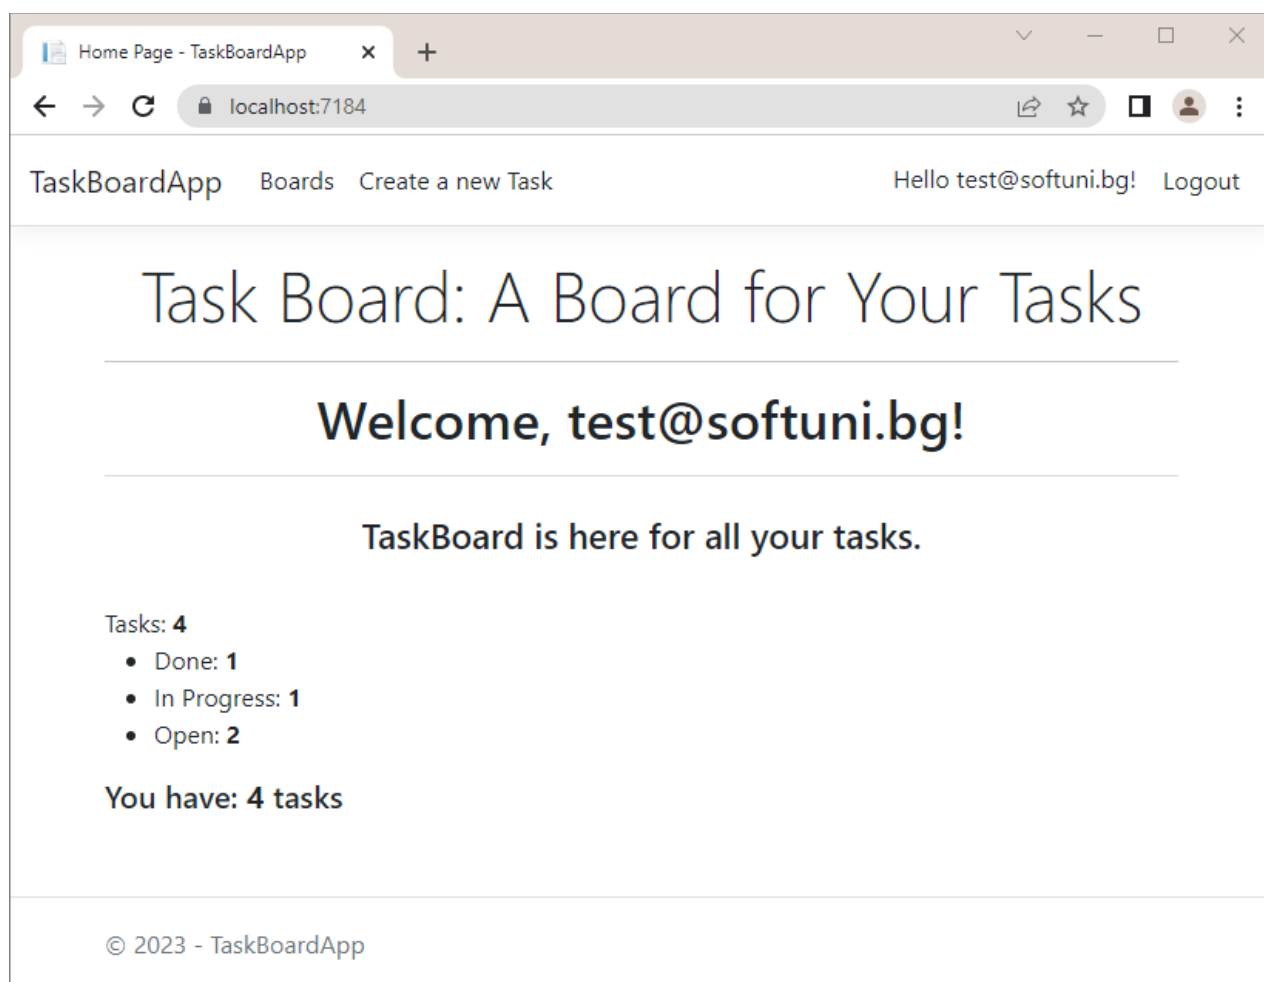 Home Page - TaskBoardApp
localhost:7184
TaskBoardApp Boards Create a new Task Hello test@softuni.bg! Logout
Task Board: A Board for Your Tasks
Welcome, test@softuni.bg!
TaskBoard is here for all your tasks.
Tasks: 4
• Done: 1
• In Progress: 1
• Open: 2
You have: 4 tasks
© 2023 - TaskBoardApp